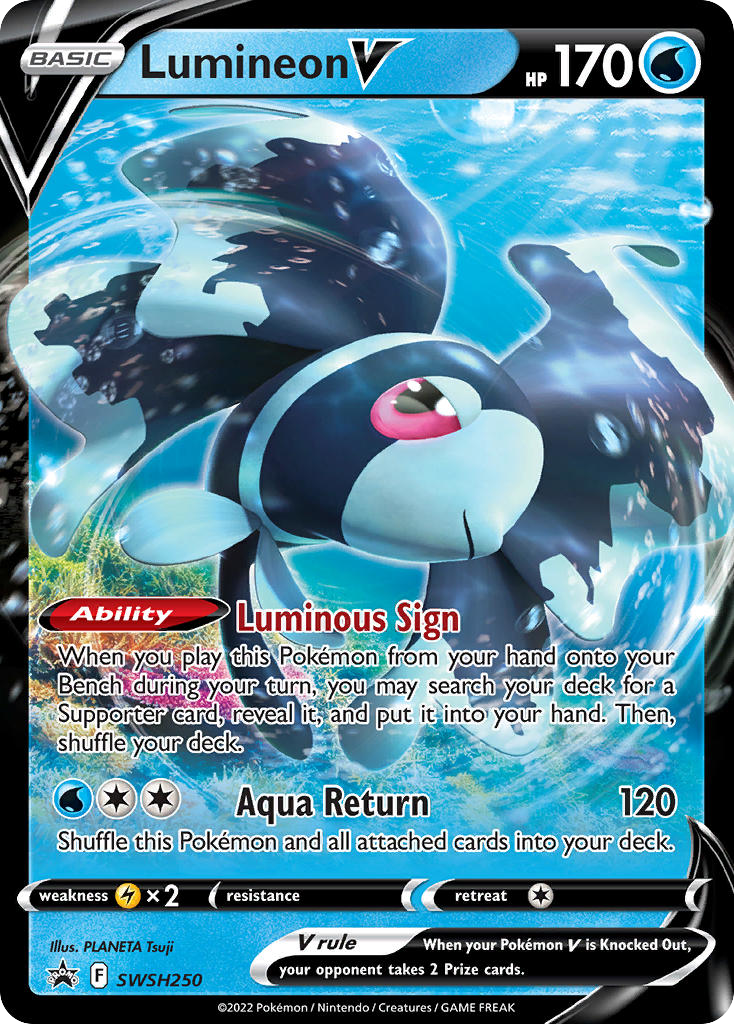 BASIC Lumineon V HP 170
Ability Luminous Sign
When you play this Pokémon from your hand onto your
Bench during your turn, you may search your deck for a
Supporter card, reveal it, and put it into your hand. Then,
shuffle your deck.
Aqua Return 120
Shuffle this Pokémon and all attached cards into your deck.
weakness ×2 resistance retreat
Illus. PLANETA Tsuji
V rule When your Pokémon V is Knocked Out,
your opponent takes 2 Prize cards.
F SWSH250
©2022 Pokémon / Nintendo / Creatures / GAME FREAK